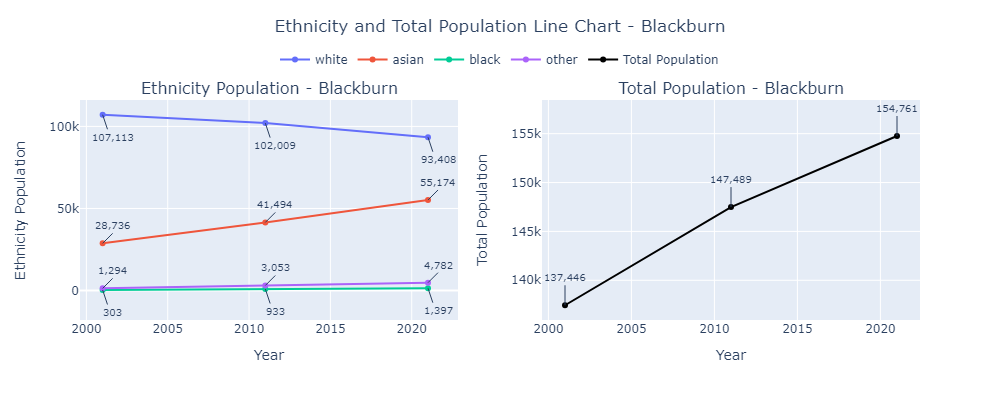 Ethnicity and Total Population Line Chart - Blackburn
white asian black other Total Population
Ethnicity Population - Blackburn
Total Population - Blackburn
Ethnicity Population
100k
50k
0
107,113
102,009
93,408
55,174
41,494
28,736
1,294
3,053
4,782
303
933
1,397
2000 2005 2010 2015 2020
Year
Total Population
155k
150k
145k
140k
154,761
147,489
137,446
2000 2005 2010 2015 2020
Year